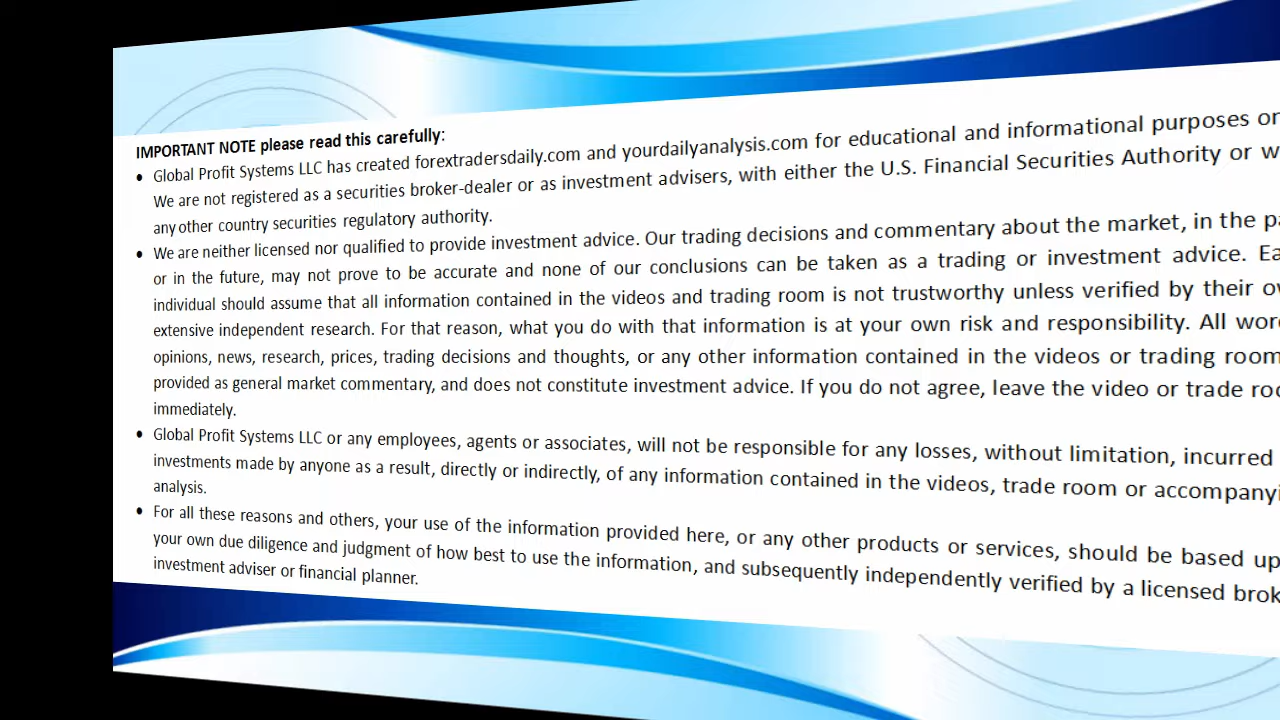 IMPORTANT NOTE please read this carefully:
• Global Profit Systems LLC has created forextradersdaily.com and yourdailyanalysis.com for educational and informational purposes
We are not registered as a securities broker-dealer or as investment advisers, with either the U.S. Financial Securities Authority or
any other country securities regulatory authority.
• We are neither licensed nor qualified to provide investment advice. Our trading decisions and commentary about the market, in the
or in the future, may not prove to be accurate and none of our conclusions can be taken as a trading or investment advice.
individual should assume that all information contained in the videos and trading room is not trustworthy unless verified by their
extensive independent research. For that reason, what you do with that information is at your own risk and responsibility. All
opinions, news, research, prices, trading decisions and thoughts, or any other information contained in the videos or trading room
provided as general market commentary, and does not constitute investment advice. If you do not agree, leave the video or trade
immediately.
• Global Profit Systems LLC or any employees, agents or associates, will not be responsible for any losses, without limitation, incurred
investments made by anyone as a result, directly or indirectly, of any information contained in the videos, trade room or
analysis.
• For all these reasons and others, your use of the information provided here, or any other products or services, should be based
your own due diligence and judgment of how best to use the information, and subsequently independently verified by a licensed
investment adviser or financial planner.